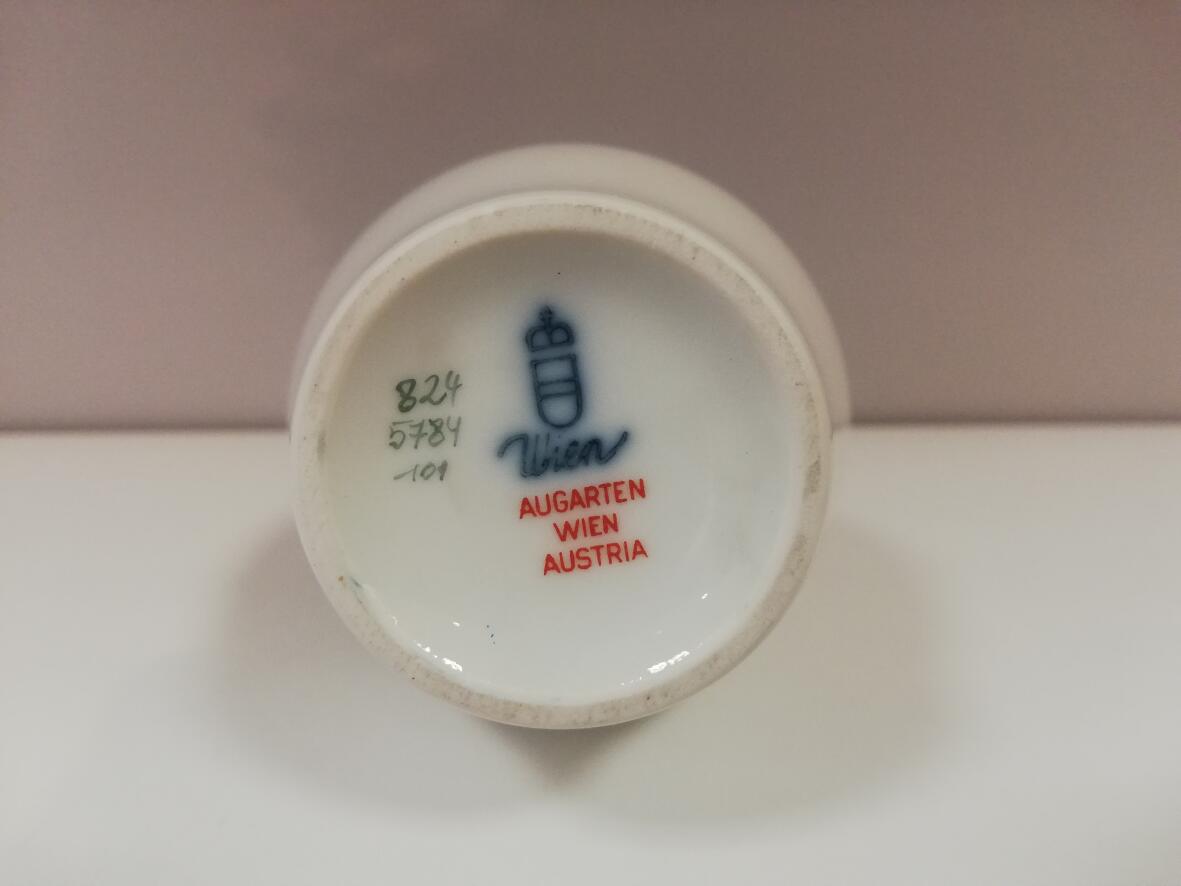 824
5784
101
Wien
AUGARTEN
WIEN
AUSTRIA